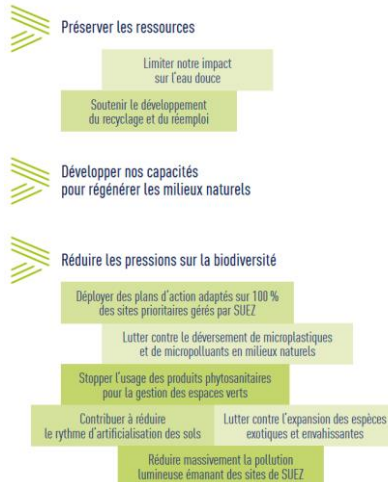 Préserver les ressources
Limiter notre impact
sur l'eau douce
Soutenir le développement
du recyclage et du réemploi
Développer nos capacités
pour régénérer les milieux naturels
Réduire les pressions sur la biodiversité
Déployer des plans d'action adaptés sur 100 %
des sites prioritaires gérés par SUEZ
Lutter contre le déversement de microplastiques
et de micropolluants en milieux naturels
Stopper l'usage des produits phytosanitaires
pour la gestion des espaces verts
Contribuer à réduire
le rythme d'artificialisation des sols
Lutter contre l'expansion des espèces
exotiques et envahissantes
Réduire massivement la pollution
lumineuse émanant des sites de SUEZ